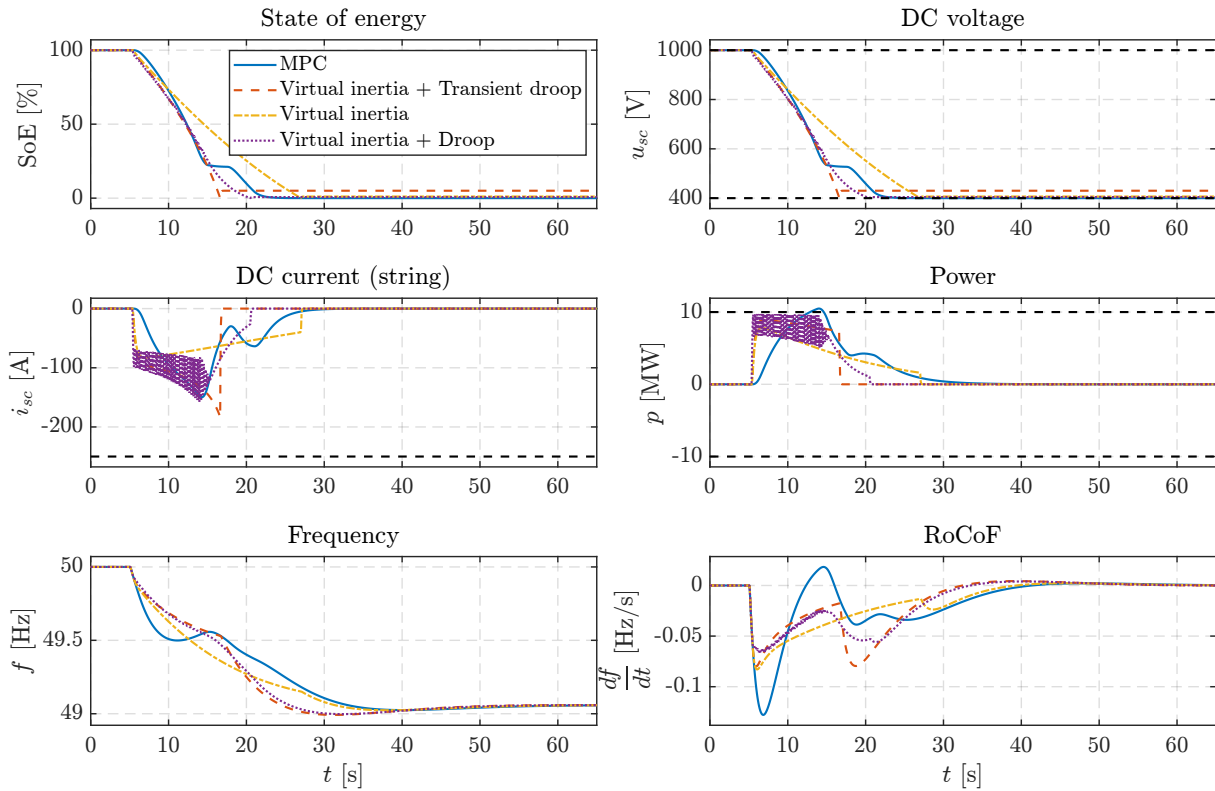 State of energy
SoE [%]
100
50
0
0 10 20 30 40 50 60
MPC
Virtual inertia + Transient droop
Virtual inertia
Virtual inertia + Droop
DC voltage
u_sc [V]
1000
800
600
400
0 10 20 30 40 50 60
DC current (string)
i_sc [A]
0
-100
-200
0 10 20 30 40 50 60
Power
p [MW]
10
0
-10
0 10 20 30 40 50 60
Frequency
f [Hz]
50
49.5
49
0 10 20 30 40 50 60
t [s]
RoCoF
df/dt [Hz/s]
0
-0.05
-0.1
0 10 20 30 40 50 60
t [s]